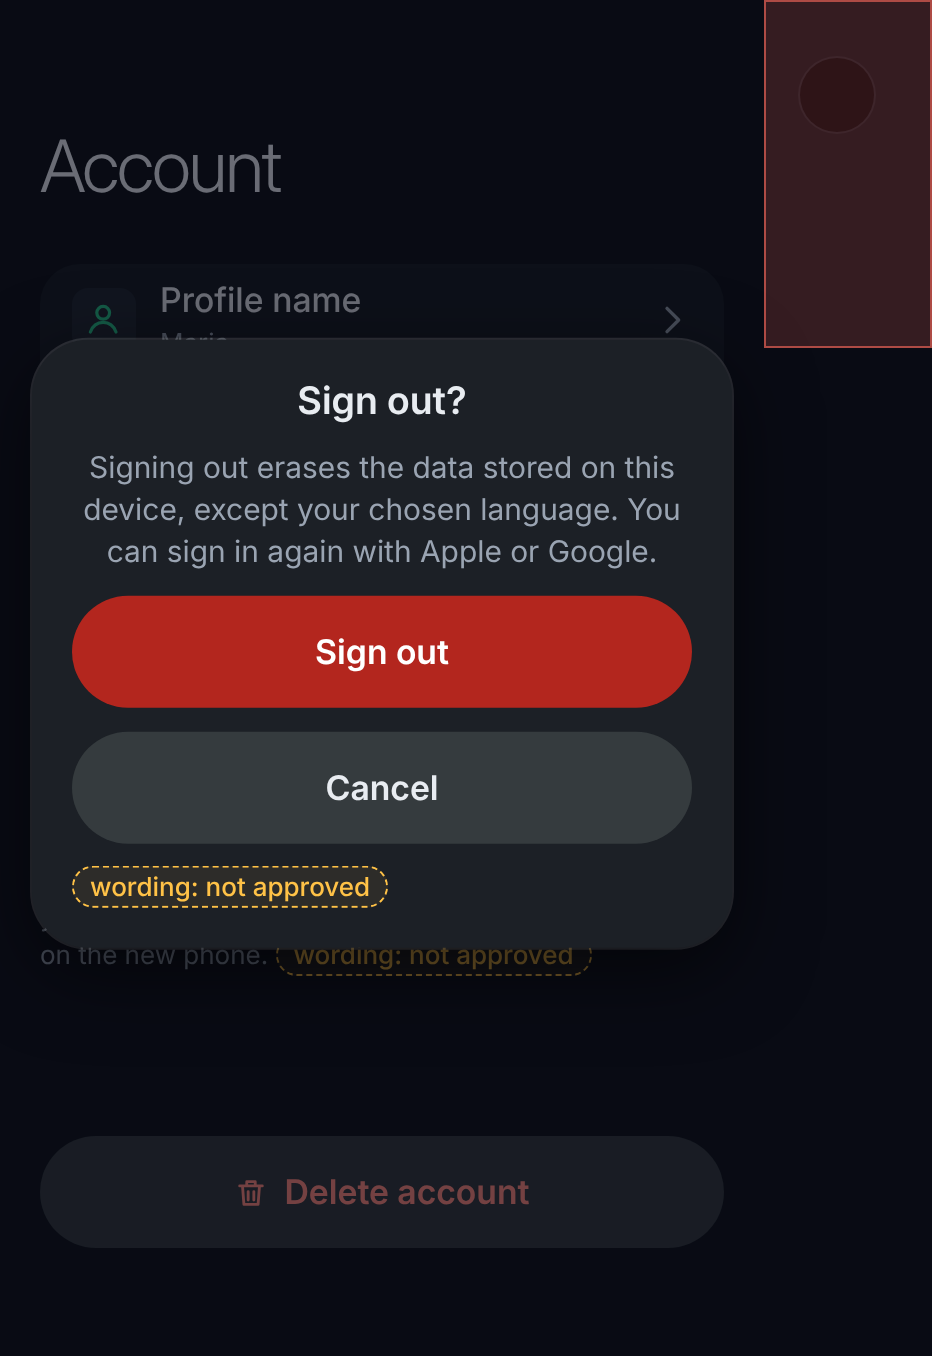 Account
Profile name
Sign out?
Signing out erases the data stored on this
device, except your chosen language. You
can sign in again with Apple or Google.
Sign out
Cancel
wording: not approved
on the new phone. wording: not approved
Delete account